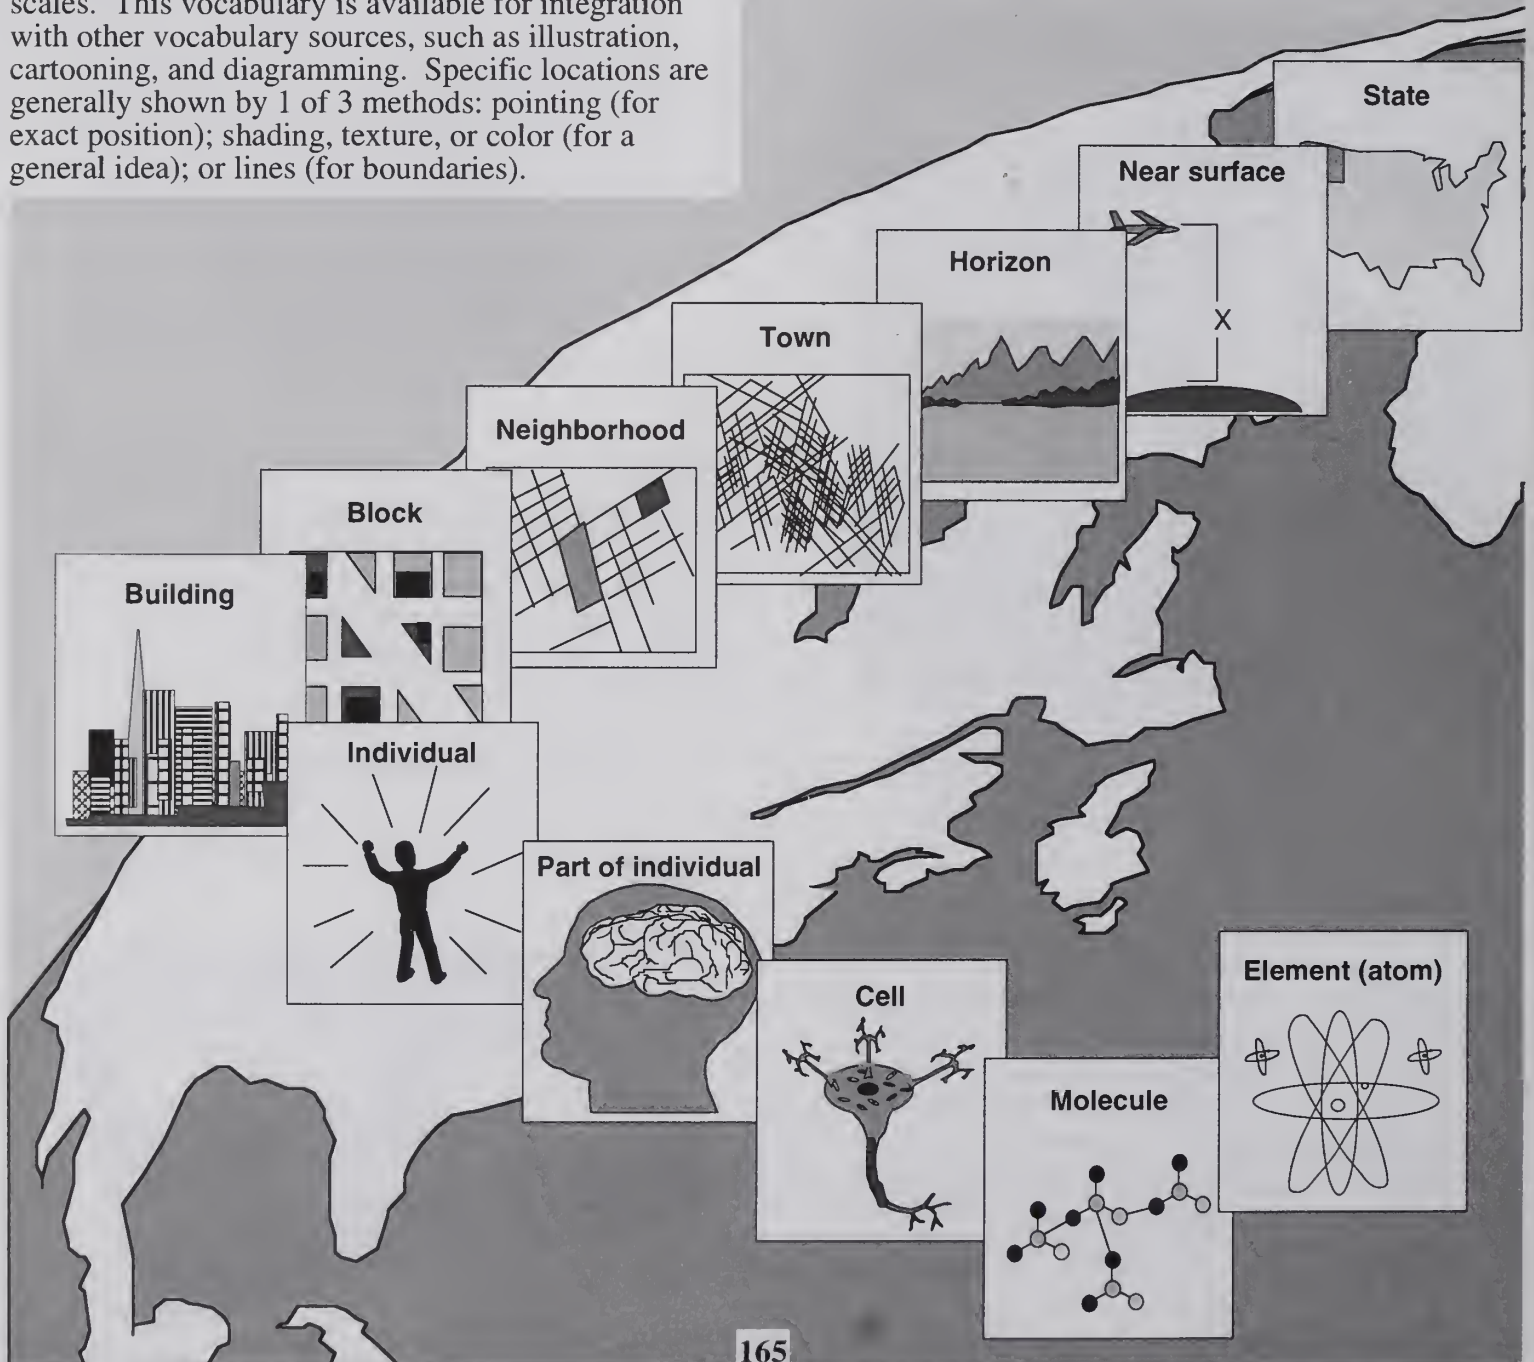 scales. This vocabulary is available for integration
with other vocabulary sources, such as illustration,
cartooning, and diagramming. Specific locations are
generally shown by 1 of 3 methods: pointing (for
exact position); shading, texture, or color (for a
general idea); or lines (for boundaries).
State
Near surface
X
Horizon
Town
Neighborhood
Block
Building
Individual
Part of individual
Cell
Molecule
Element (atom)
165